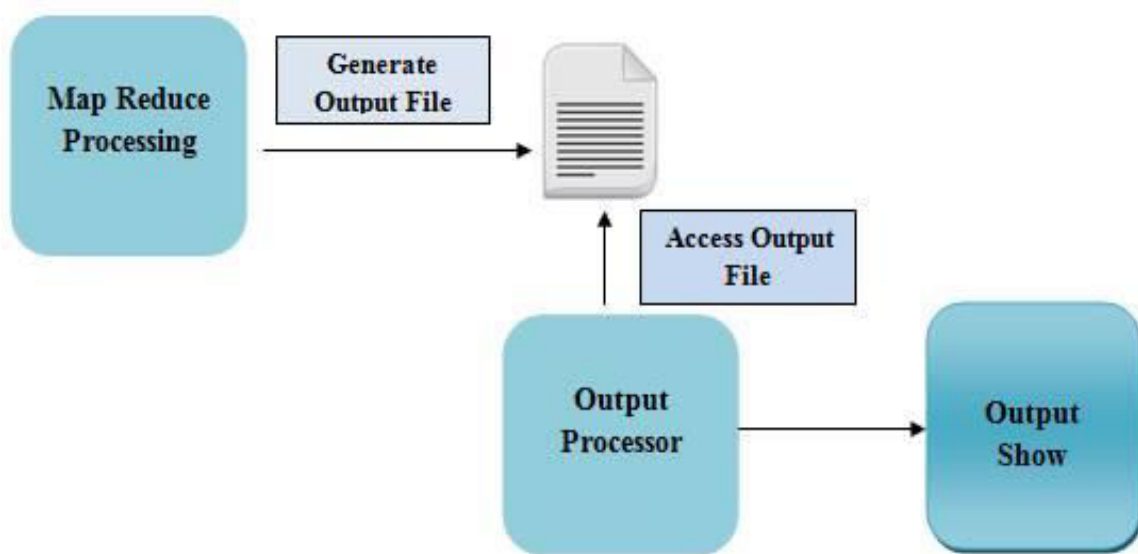 Map Reduce
Processing
Generate
Output File
Access Output
File
Output
Processor
Output
Show